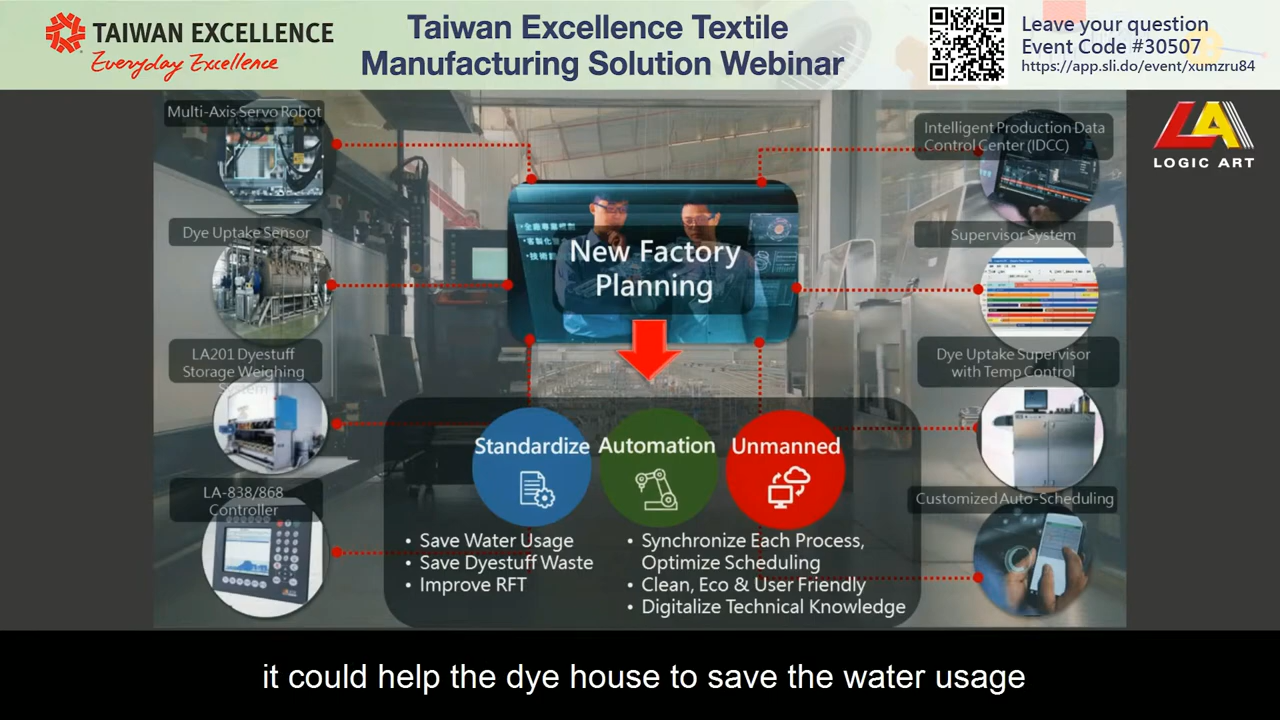 TAIWAN EXCELLENCE
Everyday Excellence
Taiwan Excellence Textile
Manufacturing Solution Webinar
Leave your question
Event Code #30507
https://app.sli.do/event/xumzru84
LA
LOGIC ART
Multi-Axis Servo Robot
Dye Uptake Sensor
LA201 Dyestuff
Storage Weighing
System
LA-838/868
Controller
New Factory
Planning
Intelligent Production Data
Control Center (IDCC)
Supervisor System
Dye Uptake Supervisor
with Temp Control
Customized Auto-Scheduling
Standardize
Automation
Unmanned
• Save Water Usage
• Save Dyestuff Waste
• Improve RFT
• Synchronize Each Process,
Optimize Scheduling
• Clean, Eco & User Friendly
• Digitalize Technical Knowledge
it could help the dye house to save the water usage